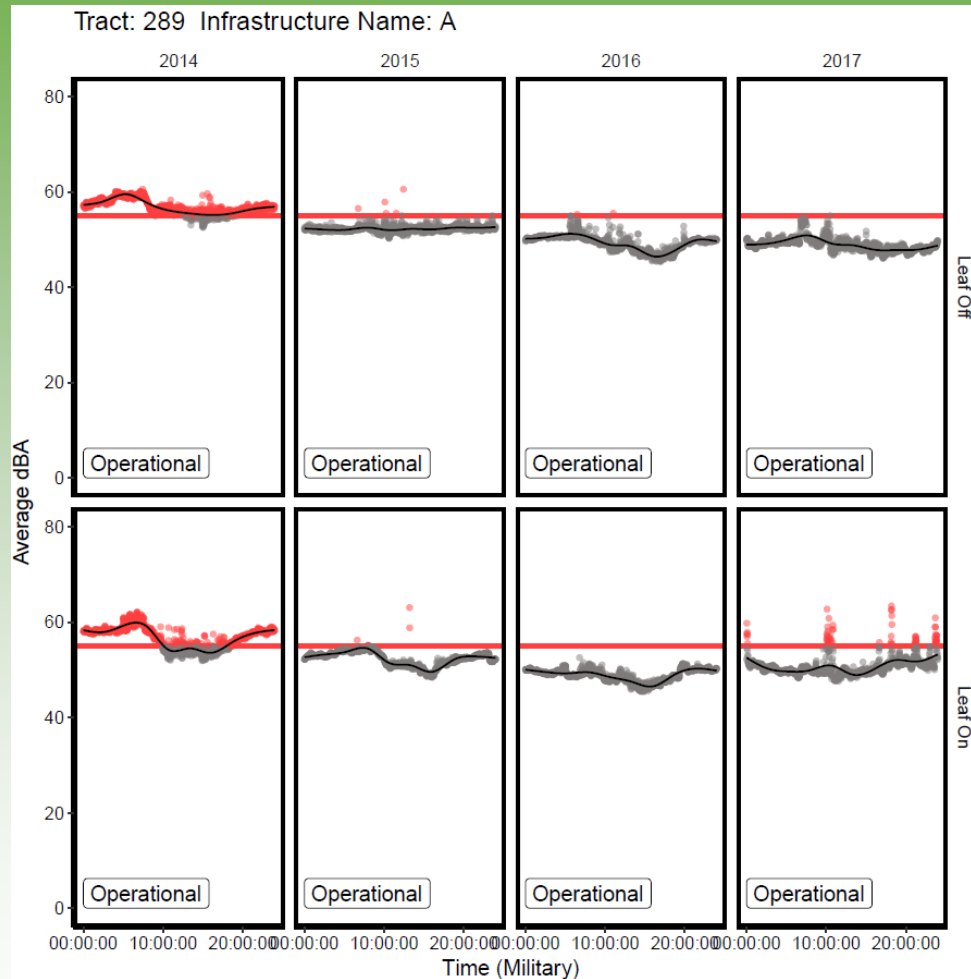 Tract: 289 Infrastructure Name: A
2014 2015 2016 2017
80
60
40
20
0
Operational Operational Operational Operational
Leaf Off
Average dBA
80
60
40
20
0
Operational Operational Operational Operational
Leaf On
00:00:00 10:00:00 20:00:00 00:00:00 10:00:00 20:00:00 00:00:00 10:00:00 20:00:00 00:00:00 10:00:00 20:00:00
Time (Military)